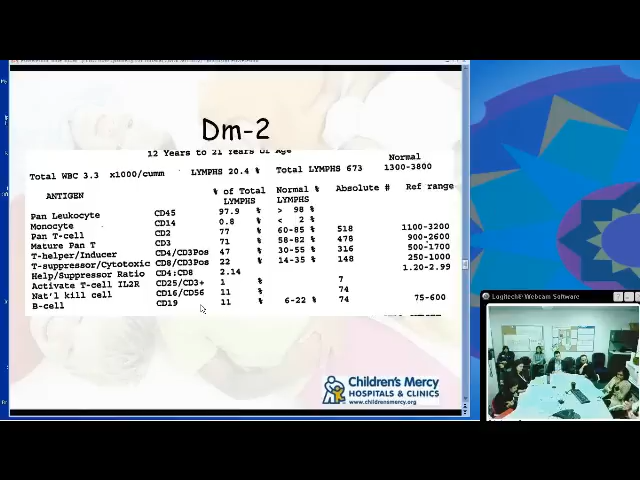 Dm-2
12 Years to 21 Years of Age
Normal
Total WBC 3.3 x1000/cumm LYMPHS 20.4 % Total LYMPHS 673 1300-3800
ANTIGEN % of Total LYMPHS Normal % LYMPHS Absolute # Ref range
Pan Leukocyte CD45 97.9 % > 98 %
Monocyte CD14 0.8 % < 2 %
Pan T-cell CD2 77 % 60-85 % 518 1100-3200
Mature Pan T CD3 71 % 58-82 % 478 900-2600
T-helper/Inducer CD4/CD3Pos 47 % 30-55 % 316 500-1700
T-suppressor/Cytotoxic CD8/CD3Pos 22 % 14-35 % 148 250-1000
Help/Suppressor Ratio CD4:CD8 2.14 1.20-2.99
Activate T-cell IL2R CD25/CD3+ 1 % 7
Nat'l kill cell CD16/CD56 11 % 74
B-cell CD19 11 % 6-22 % 74 75-600
Children's Mercy
HOSPITALS & CLINICS
www.childrensmercy.org
Logitech® Webcam Software